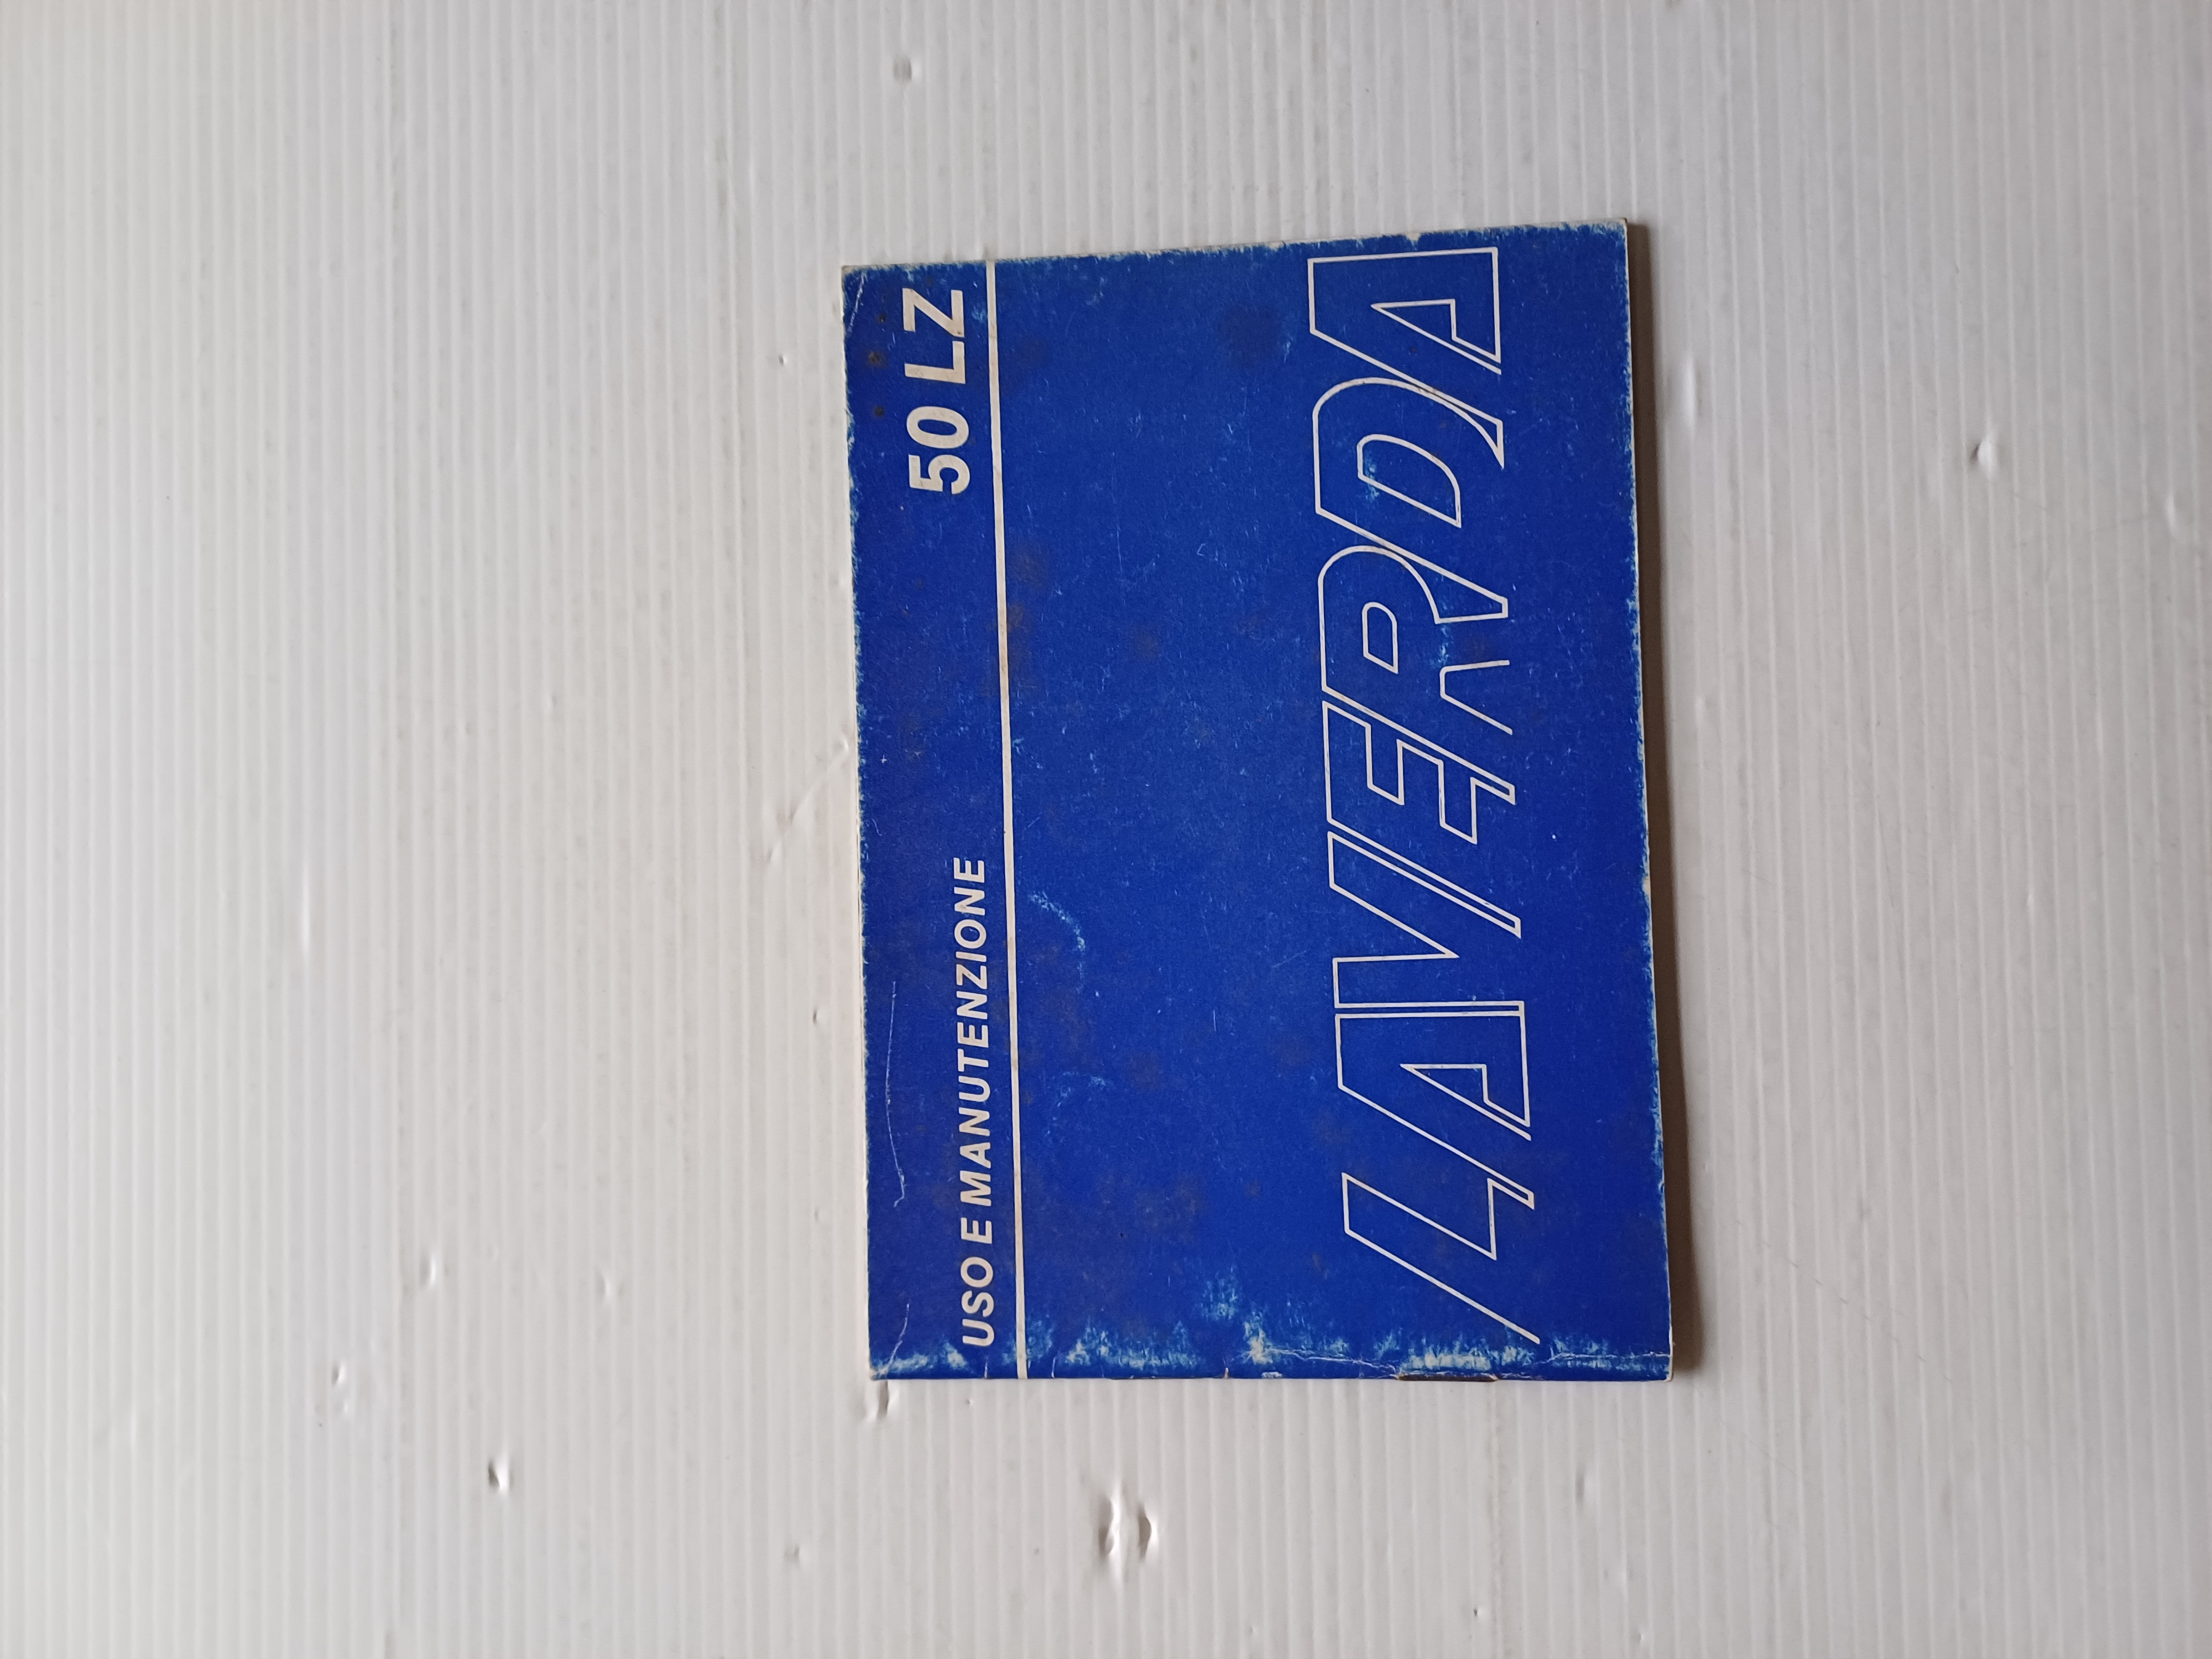 USO E MANUTENZIONE 50 LZ
LAVERDA